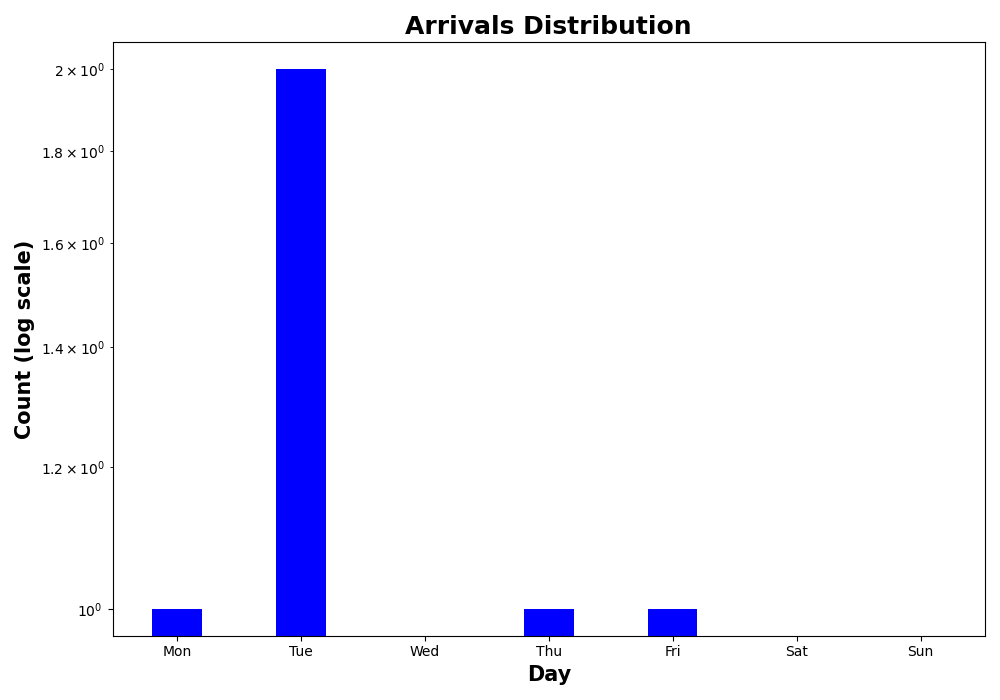 Arrivals Distribution
Count (log scale)
2 × 10⁰
1.8 × 10⁰
1.6 × 10⁰
1.4 × 10⁰
1.2 × 10⁰
10⁰
Mon Tue Wed Thu Fri Sat Sun
Day